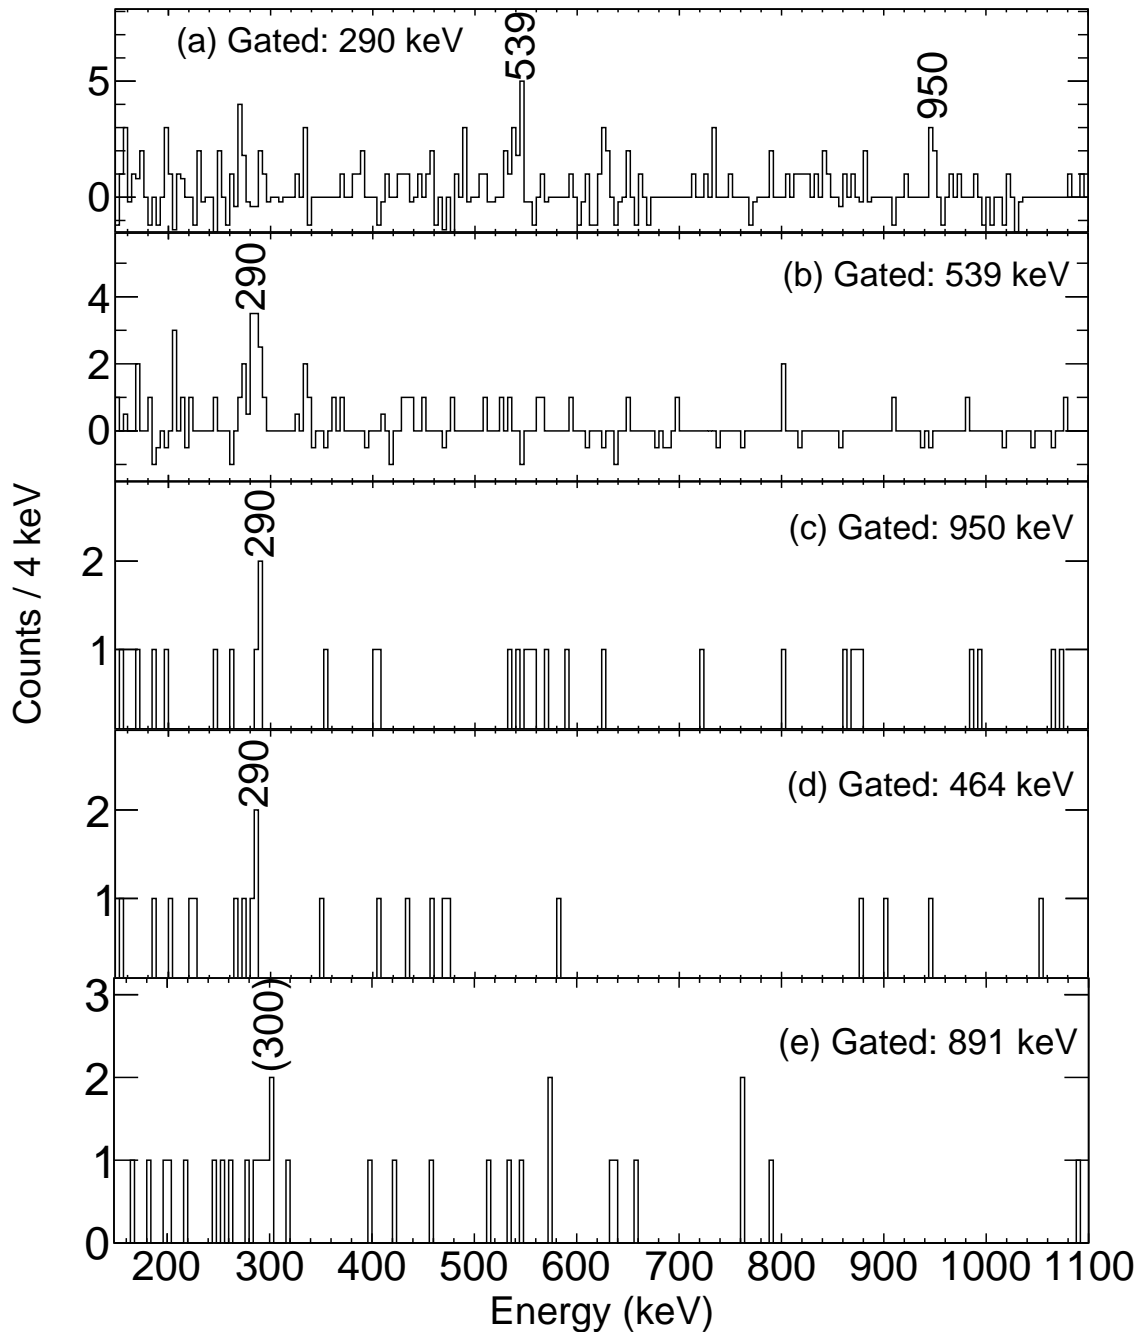 (a) Gated: 290 keV
539
950
5
0
290
(b) Gated: 539 keV
4
2
0
290
(c) Gated: 950 keV
2
1
290
(d) Gated: 464 keV
2
1
(300)
(e) Gated: 891 keV
3
2
1
0
Counts / 4 keV
200 300 400 500 600 700 800 900 1000 1100
Energy (keV)